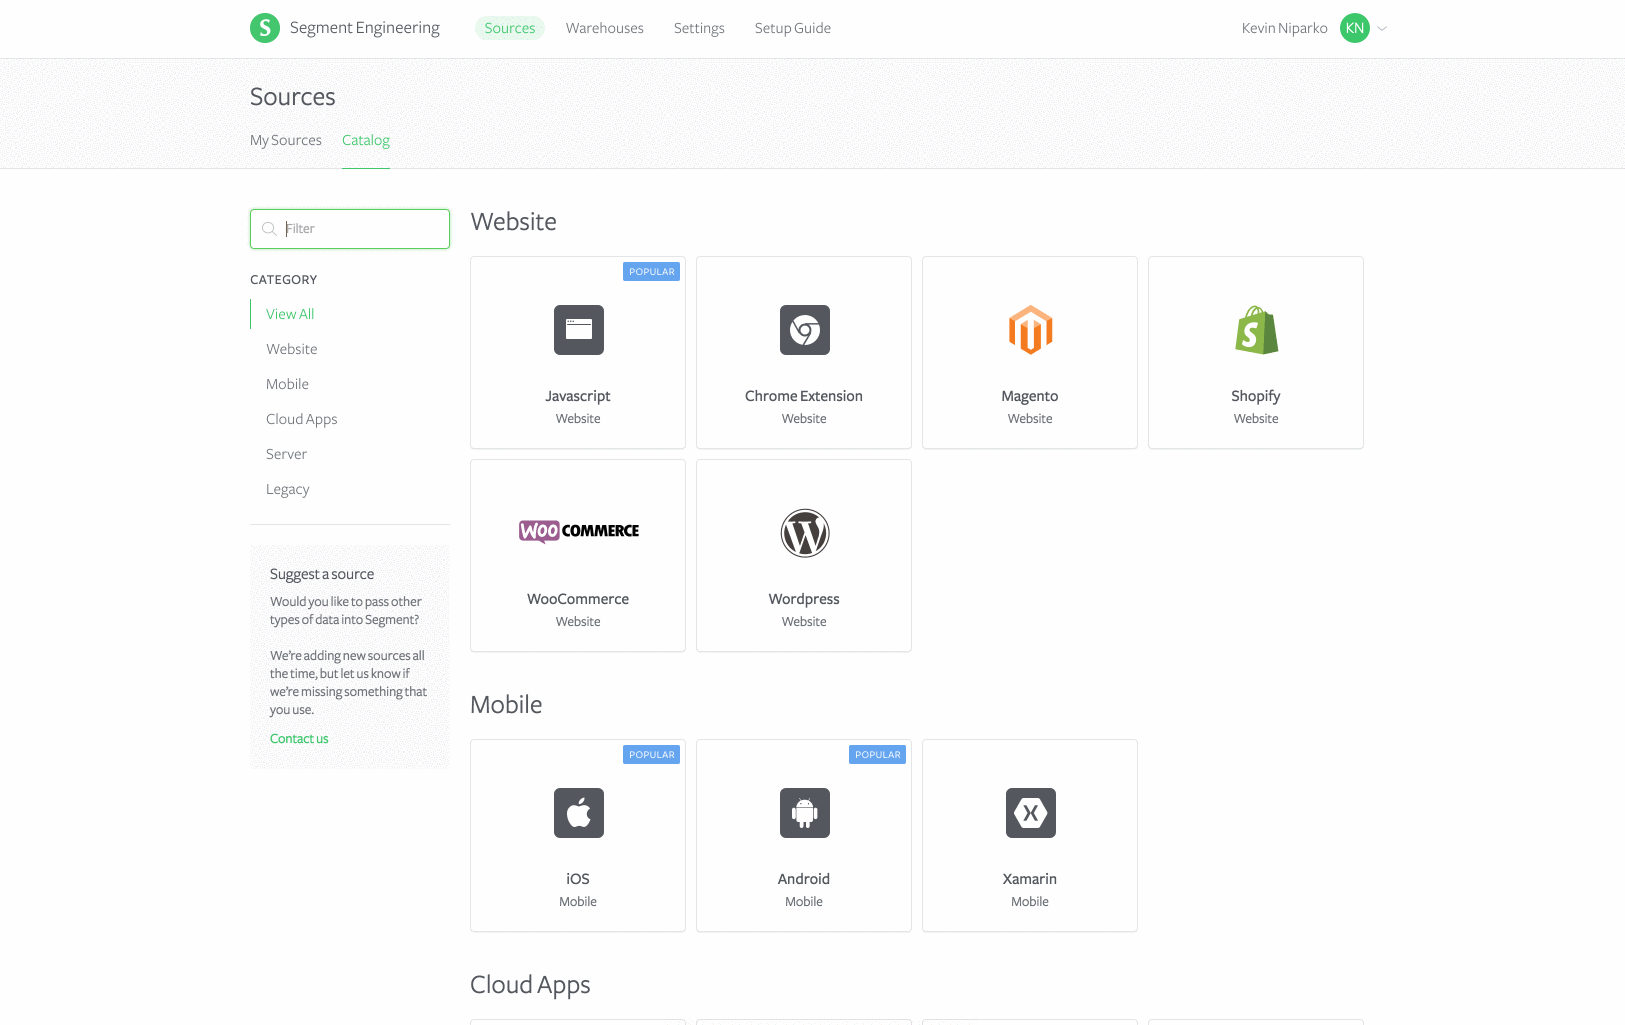 S Segment Engineering Sources Warehouses Settings Setup Guide Kevin Niparko KN
Sources
My Sources Catalog
Filter
CATEGORY
View All
Website
Mobile
Cloud Apps
Server
Legacy
Suggest a source
Would you like to pass other
types of data into Segment?
We're adding new sources all
the time, but let us know if
we're missing something that
you use.
Contact us
Website
POPULAR
Javascript
Website
Chrome Extension
Website
Magento
Website
S
Shopify
Website
WOO COMMERCE
WooCommerce
Website
W
Wordpress
Website
Mobile
POPULAR
iOS
Mobile
POPULAR
Android
Mobile
X
Xamarin
Mobile
Cloud Apps